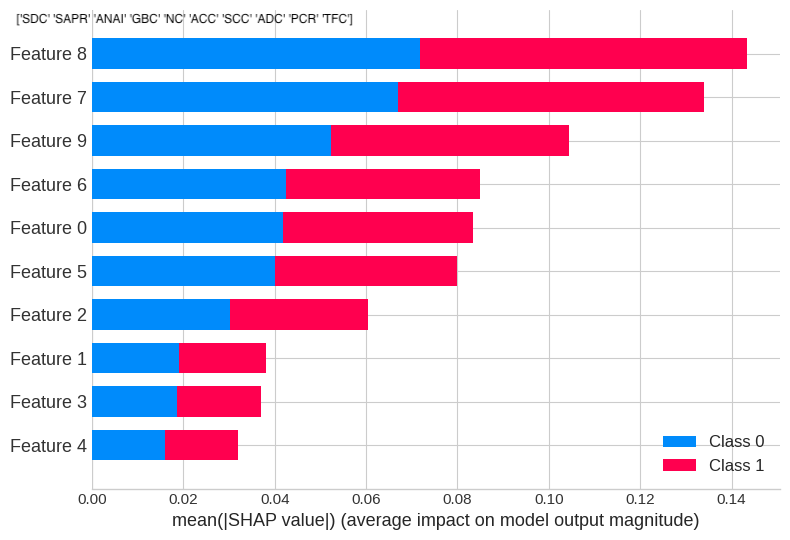 ['SDC' 'SAPR' 'ANAI' 'GBC' 'NC' 'ACC' 'SCC' 'ADC' 'PCR' 'TFC']
Feature 8
Feature 7
Feature 9
Feature 6
Feature 0
Feature 5
Feature 2
Feature 1
Feature 3
Feature 4
Class 0
Class 1
0.00 0.02 0.04 0.06 0.08 0.10 0.12 0.14
mean(|SHAP value|) (average impact on model output magnitude)